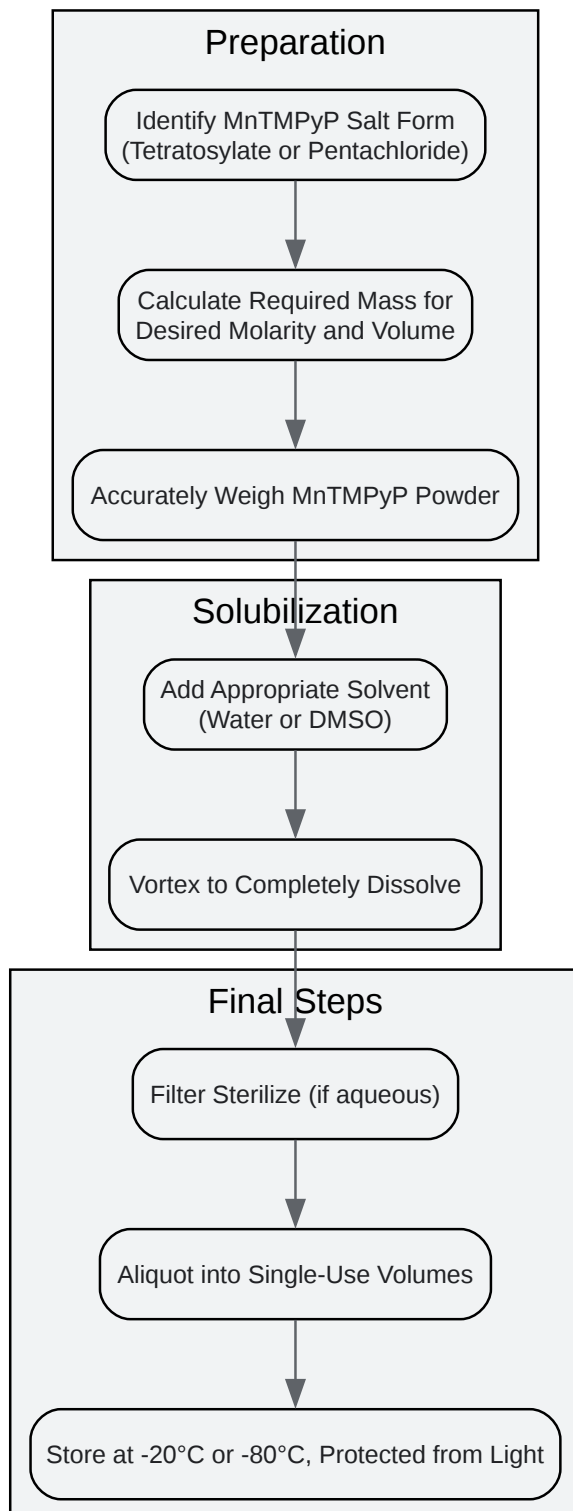 Preparation
Identify MnTMPyP Salt Form
(Tetratosylate or Pentachloride)
Calculate Required Mass for
Desired Molarity and Volume
Accurately Weigh MnTMPyP Powder
Solubilization
Add Appropriate Solvent
(Water or DMSO)
Vortex to Completely Dissolve
Final Steps
Filter Sterilize (if aqueous)
Aliquot into Single-Use Volumes
Store at -20°C or -80°C, Protected from Light